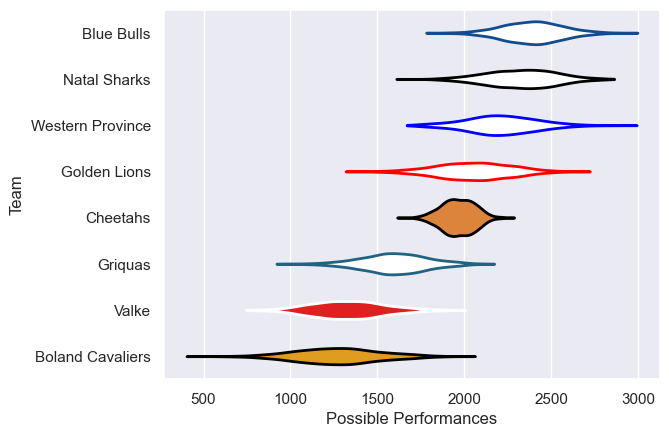 Blue Bulls
Natal Sharks
Western Province
Golden Lions
Cheetahs
Griquas
Valke
Boland Cavaliers
Team
500 1000 1500 2000 2500 3000
Possible Performances